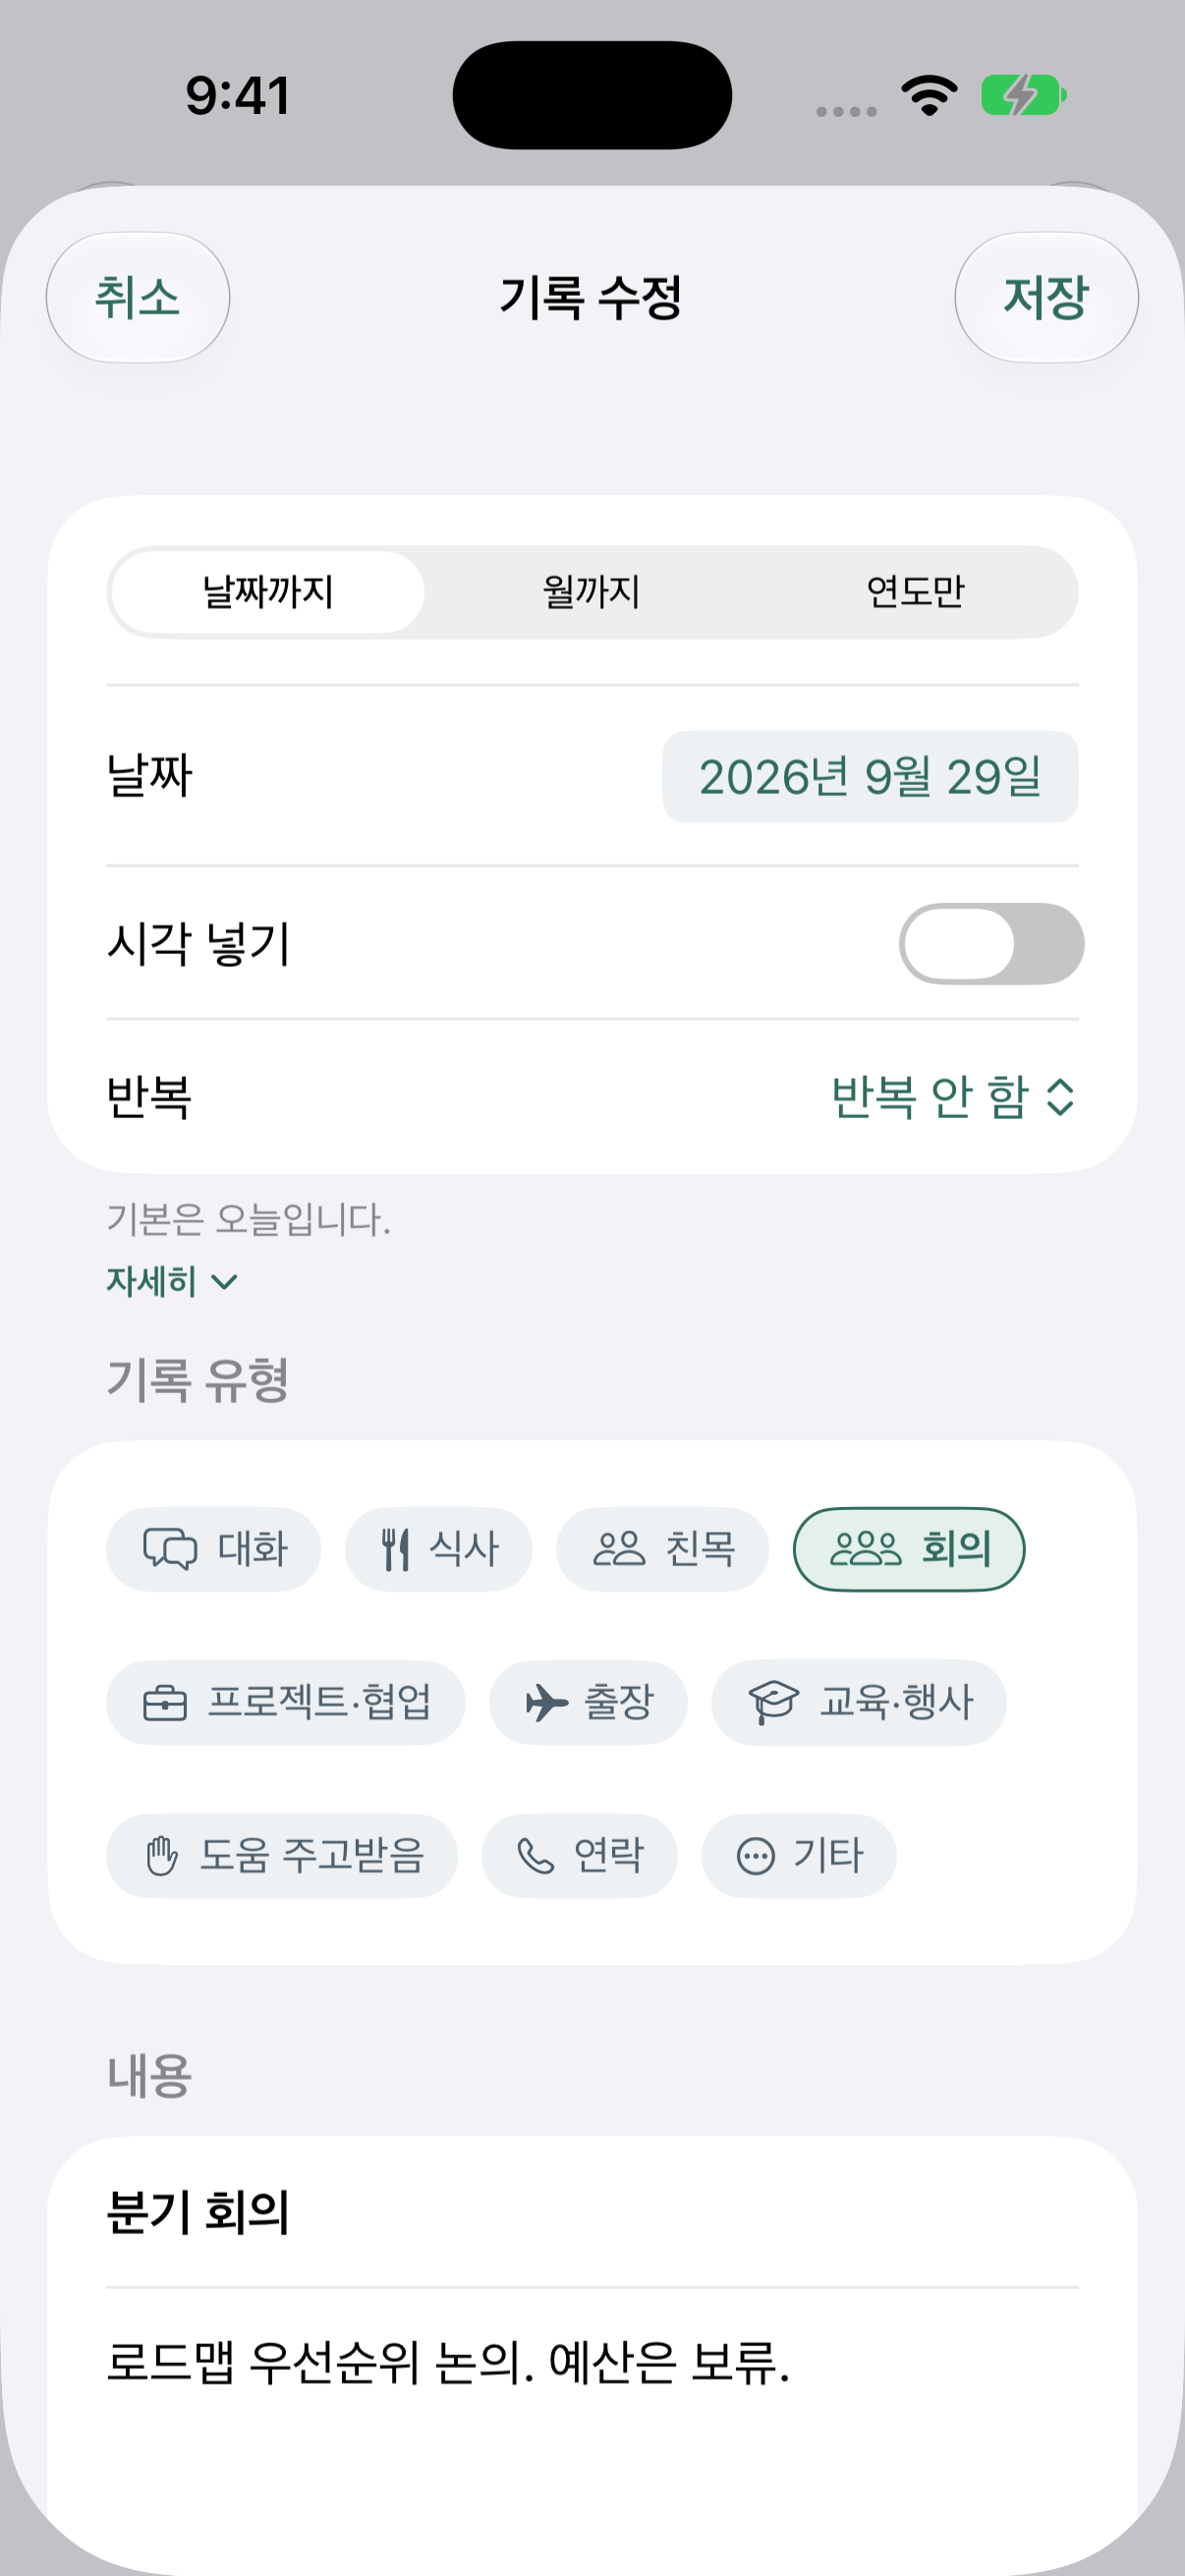 9:41
취소 기록 수정 저장
날짜까지 월까지 연도만
날짜 2026년 9월 29일
시각 넣기
반복 반복 안 함
기본은 오늘입니다.
자세히
기록 유형
대화 식사 친목 회의
프로젝트·협업 출장 교육·행사
도움 주고받음 연락 기타
내용
분기 회의
로드맵 우선순위 논의. 예산은 보류.